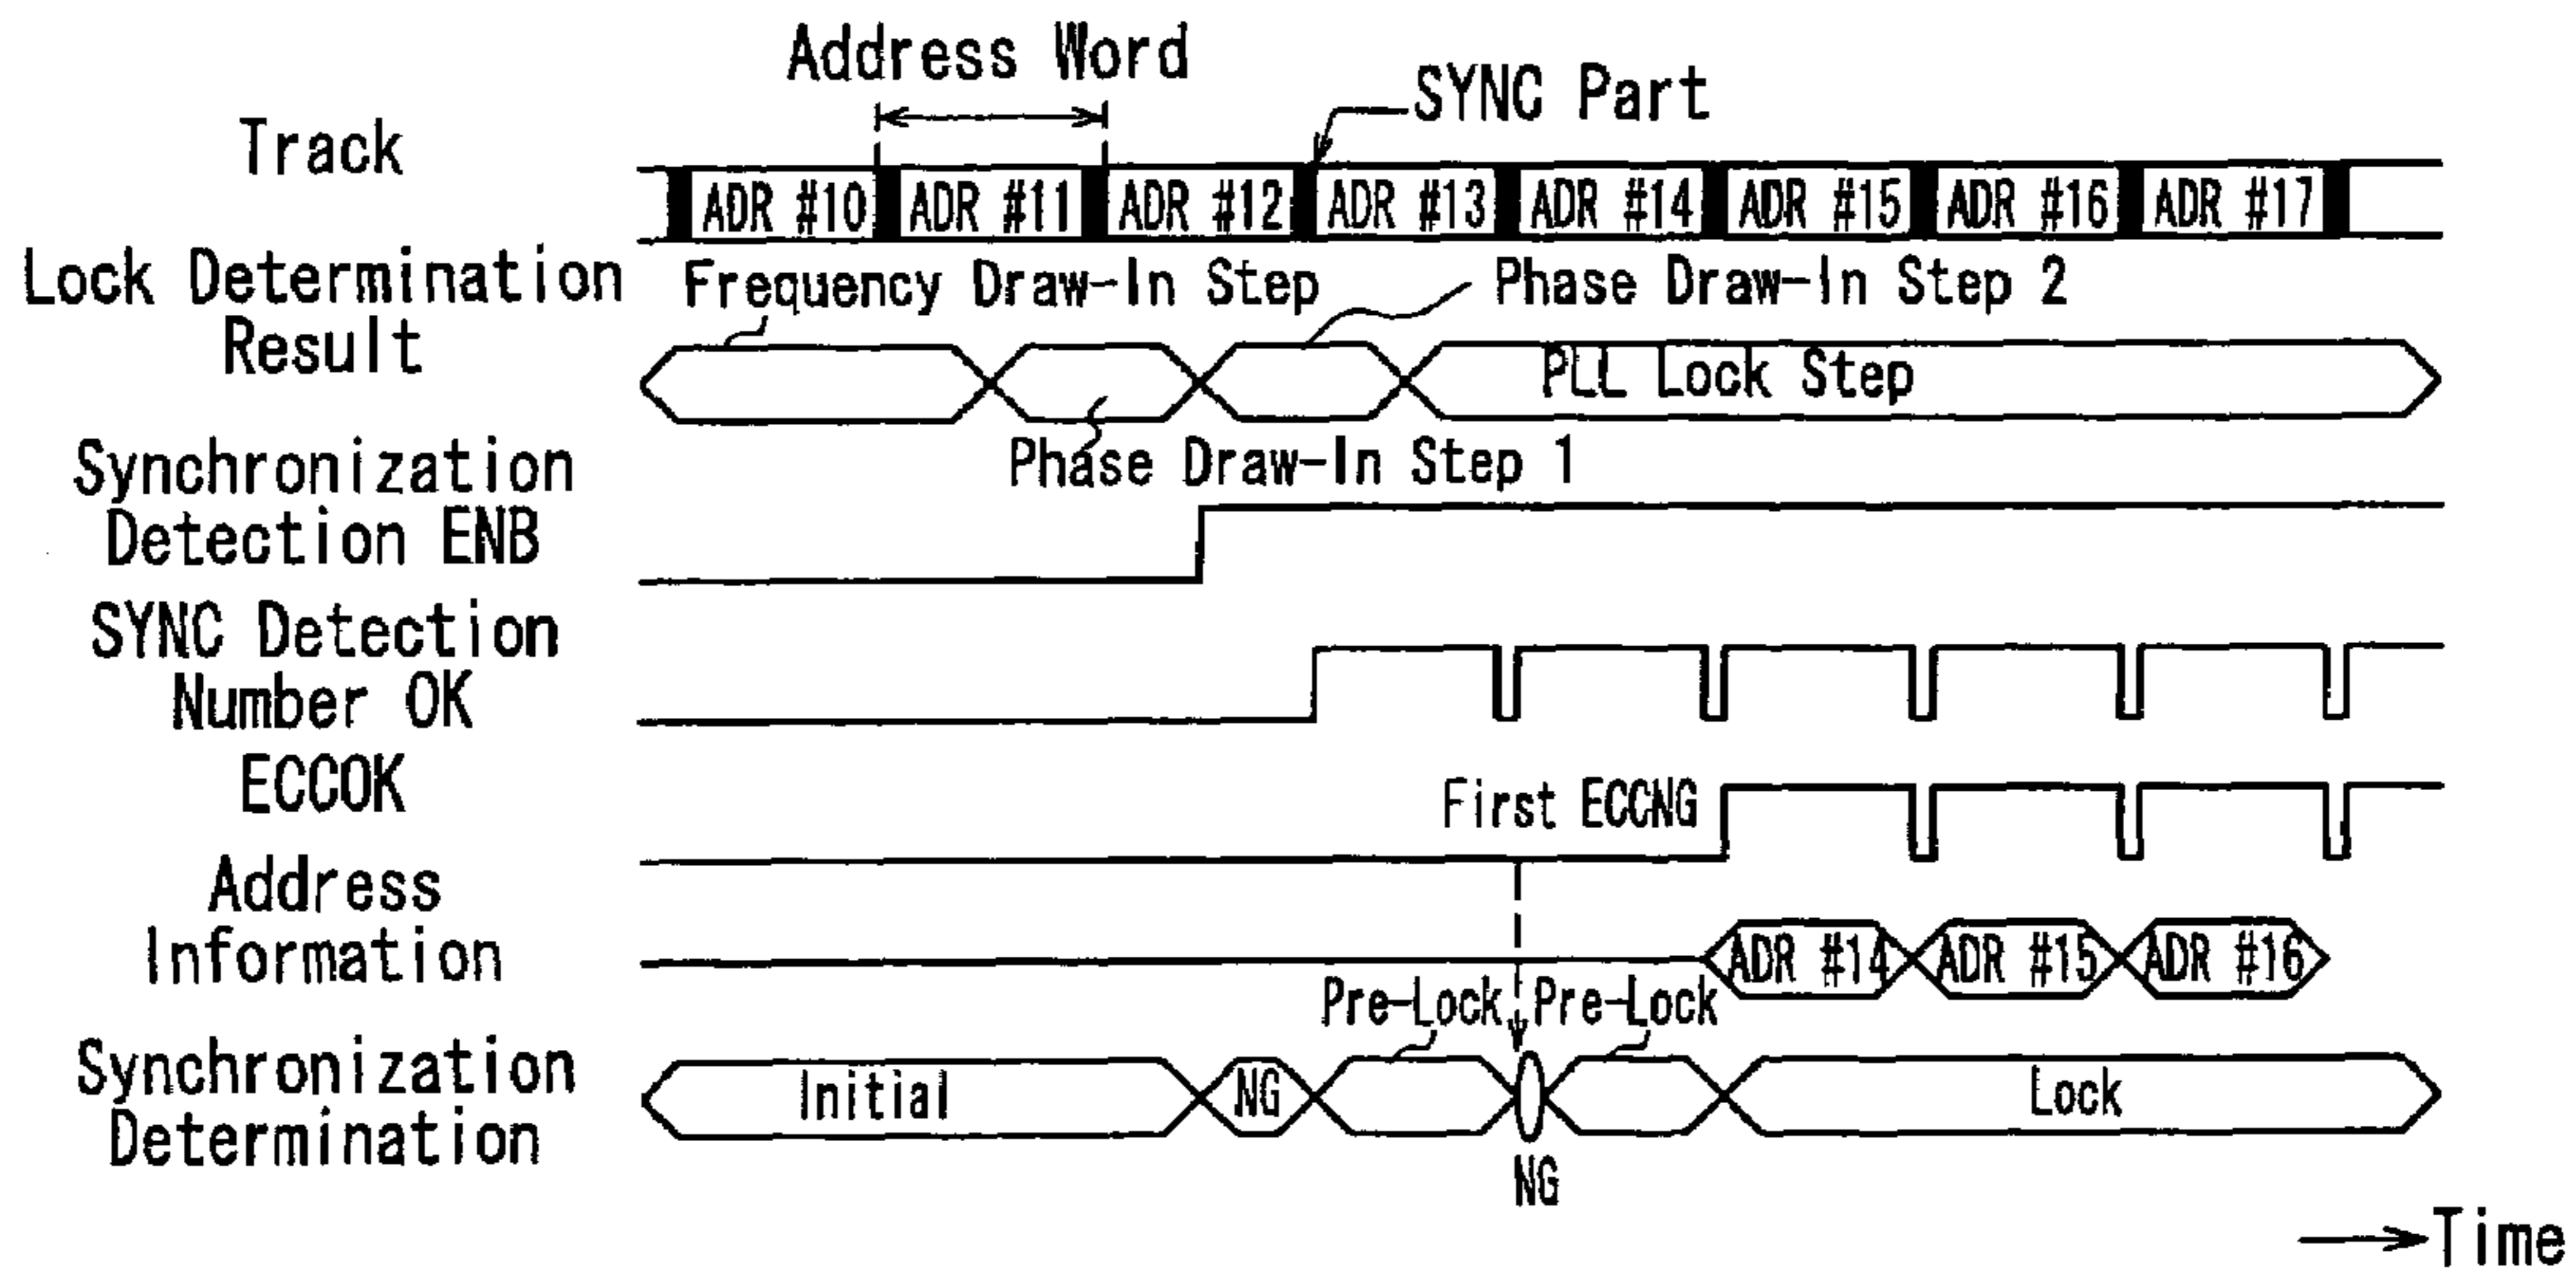 Address Word
SYNC Part
Track
ADR #10 ADR #11 ADR #12 ADR #13 ADR #14 ADR #15 ADR #16 ADR #17
Lock Determination
Result
Frequency Draw-In Step
Phase Draw-In Step 2
PLL Lock Step
Phase Draw-In Step 1
Synchronization
Detection ENB
SYNC Detection
Number OK
ECCOK
First ECCNG
Address
Information
ADR #14 ADR #15 ADR #16
Pre-Lock Pre-Lock
Synchronization
Determination
Initial NG Lock
NG
Time